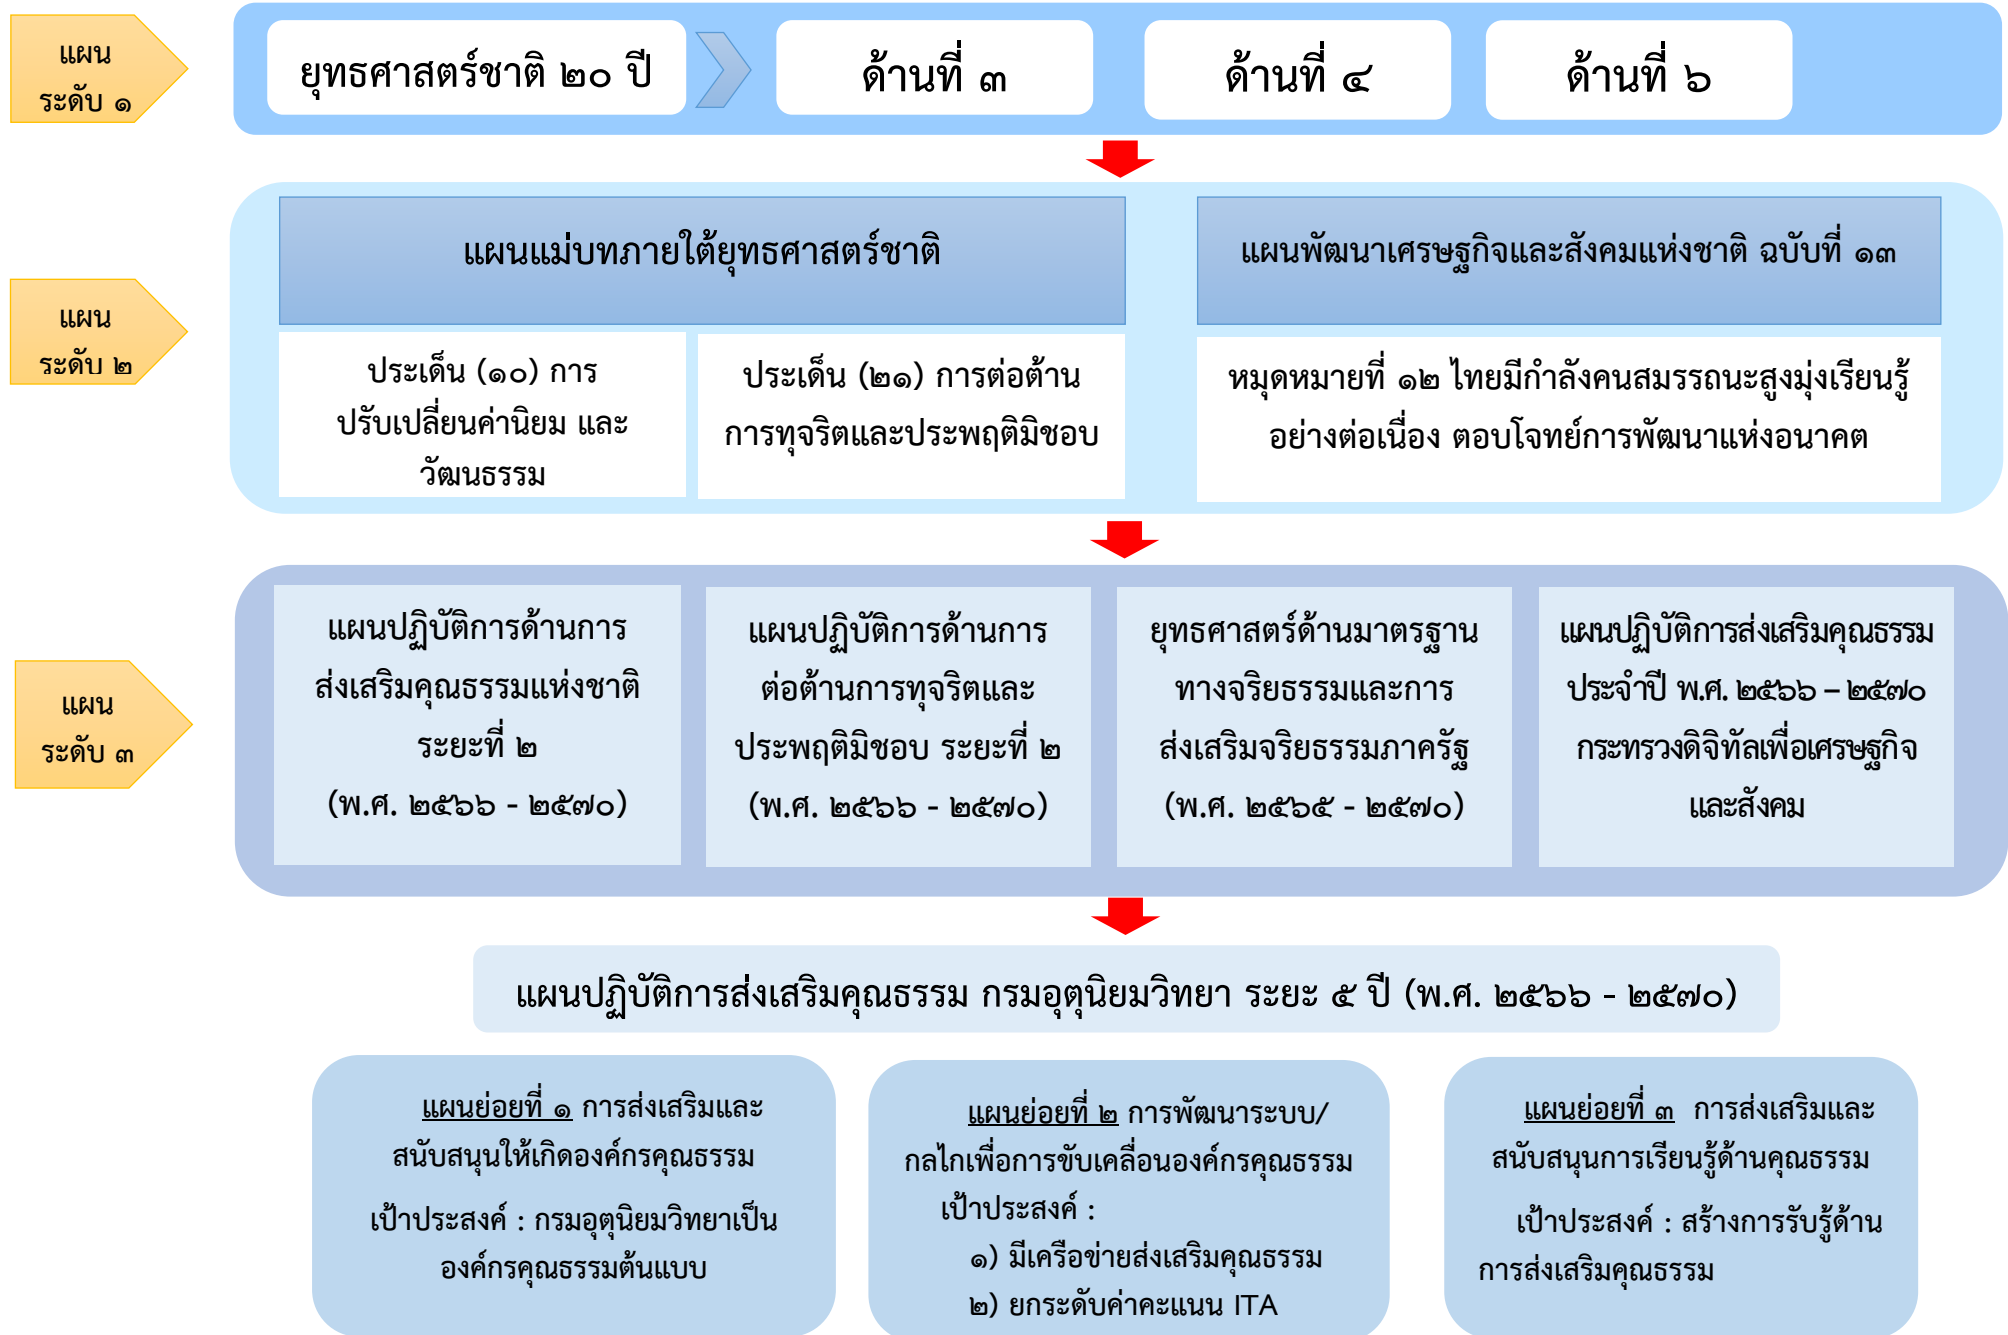 แผน
ระดับ ๑
ยุทธศาสตร์ชาติ ๒๐ ปี
ด้านที่ ๓
ด้านที่ ๔
ด้านที่ ๖
แผน
ระดับ ๒
แผนแม่บทภายใต้ยุทธศาสตร์ชาติ
ประเด็น (๑๐) การ
ปรับเปลี่ยนค่านิยม และ
วัฒนธรรม
ประเด็น (๒๑) การต่อต้าน
การทุจริตและประพฤติมิชอบ
แผนพัฒนาเศรษฐกิจและสังคมแห่งชาติ ฉบับที่ ๑๓
หมุดหมายที่ ๑๒ ไทยมีกำลังคนสมรรถนะสูงมุ่งเรียนรู้
อย่างต่อเนื่อง ตอบโจทย์การพัฒนาแห่งอนาคต
แผน
ระดับ ๓
แผนปฏิบัติการด้านการ
ส่งเสริมคุณธรรมแห่งชาติ
ระยะที่ ๒
(พ.ศ. ๒๕๖๖ - ๒๕๗๐)
แผนปฏิบัติการด้านการ
ต่อต้านการทุจริตและ
ประพฤติมิชอบ ระยะที่ ๒
(พ.ศ. ๒๕๖๖ - ๒๕๗๐)
ยุทธศาสตร์ด้านมาตรฐาน
ทางจริยธรรมและการ
ส่งเสริมจริยธรรมภาครัฐ
(พ.ศ. ๒๕๖๕ - ๒๕๗๐)
แผนปฏิบัติการส่งเสริมคุณธรรม
ประจำปี พ.ศ. ๒๕๖๖ – ๒๕๗๐
กระทรวงดิจิทัลเพื่อเศรษฐกิจ
และสังคม
แผนปฏิบัติการส่งเสริมคุณธรรม กรมอุตุนิยมวิทยา ระยะ ๕ ปี (พ.ศ. ๒๕๖๖ - ๒๕๗๐)
แผนย่อยที่ ๑ การส่งเสริมและ
สนับสนุนให้เกิดองค์กรคุณธรรม
เป้าประสงค์ : กรมอุตุนิยมวิทยาเป็น
องค์กรคุณธรรมต้นแบบ
แผนย่อยที่ ๒ การพัฒนาระบบ/
กลไกเพื่อการขับเคลื่อนองค์กรคุณธรรม
เป้าประสงค์ :
๑) มีเครือข่ายส่งเสริมคุณธรรม
๒) ยกระดับค่าคะแนน ITA
แผนย่อยที่ ๓ การส่งเสริมและ
สนับสนุนการเรียนรู้ด้านคุณธรรม
เป้าประสงค์ : สร้างการรับรู้ด้าน
การส่งเสริมคุณธรรม